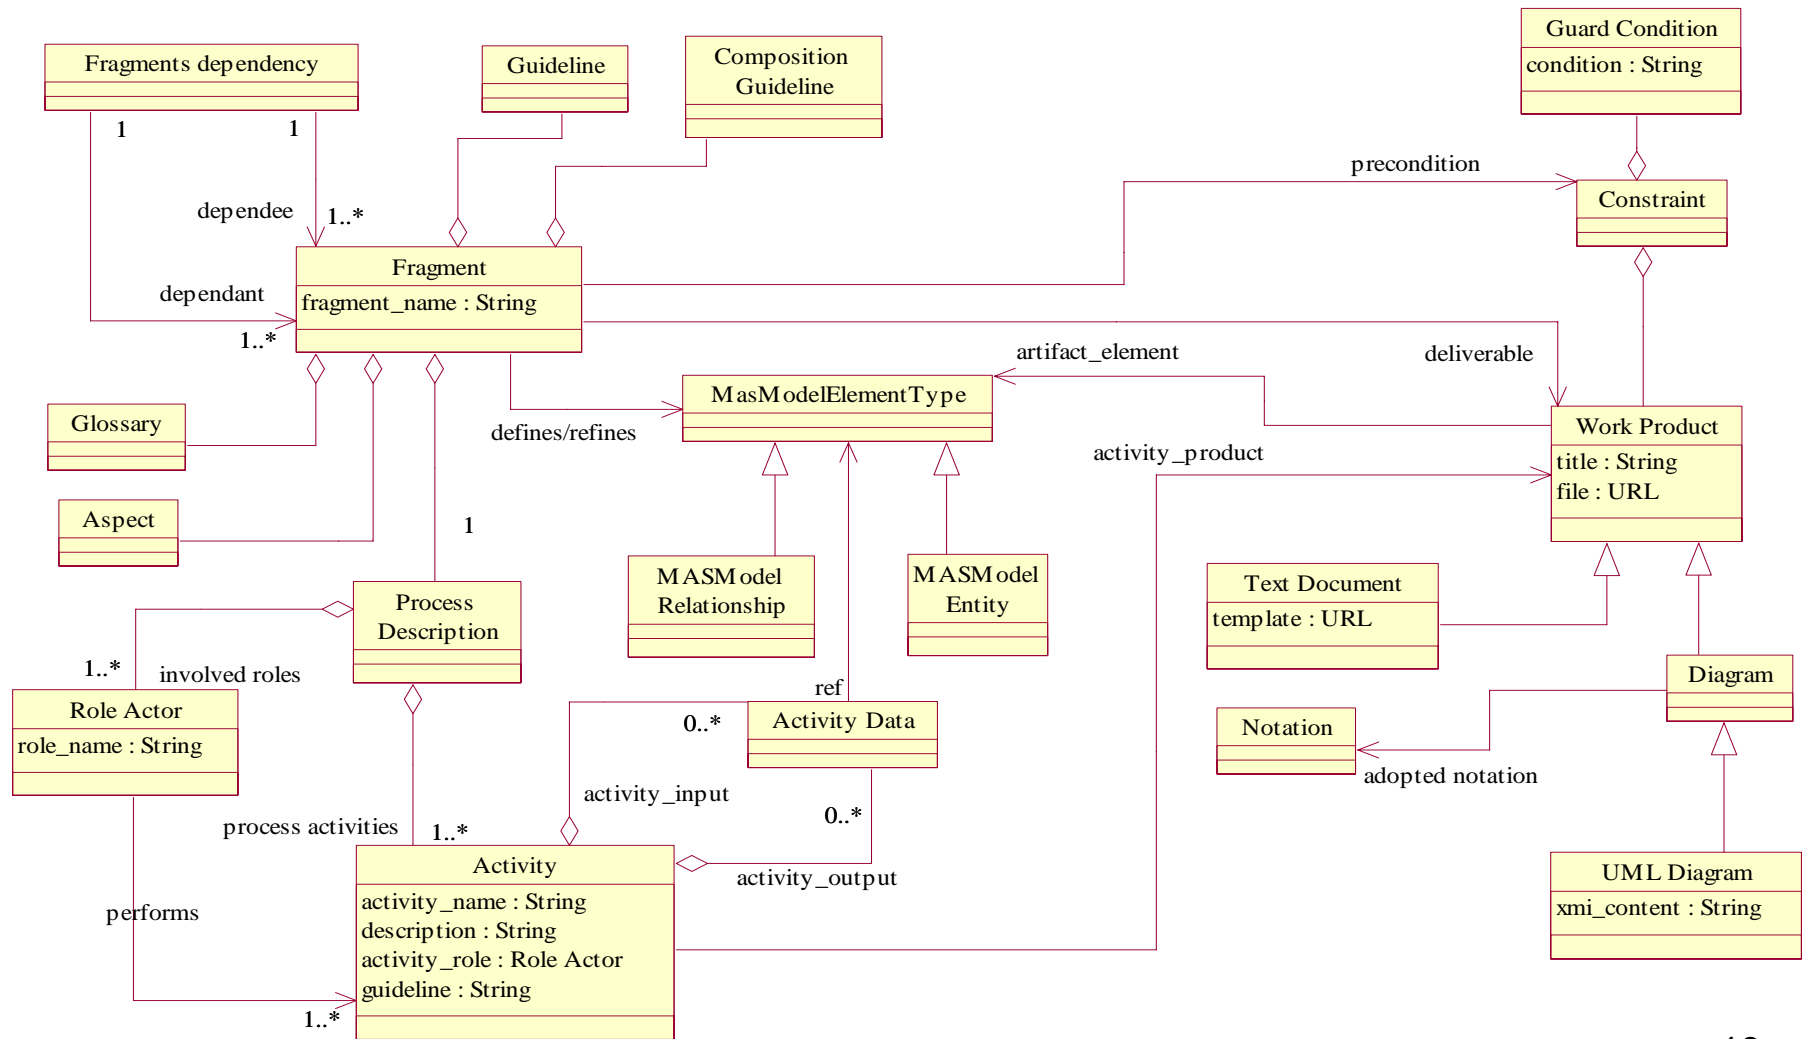 Guard Condition
condition : String
Fragments dependency
Guideline
Composition
Guideline
1
1
precondition
Constraint
dependee
1..*
Fragment
fragment_name : String
dependant
1..*
artifact_element
deliverable
MasModelElementType
Glossary
defines/refines
Work Product
title : String
file : URL
activity_product
Aspect
1
MASModel
Relationship
MASModel
Entity
Text Document
template : URL
Process
Description
1..*
involved roles
Diagram
ref
Role Actor
role_name : String
0..*
Activity Data
Notation
adopted notation
activity_input
0..*
process activities
1..*
Activity
activity_name : String
description : String
activity_role : Role Actor
guideline : String
activity_output
UML Diagram
xmi_content : String
performs
1..*